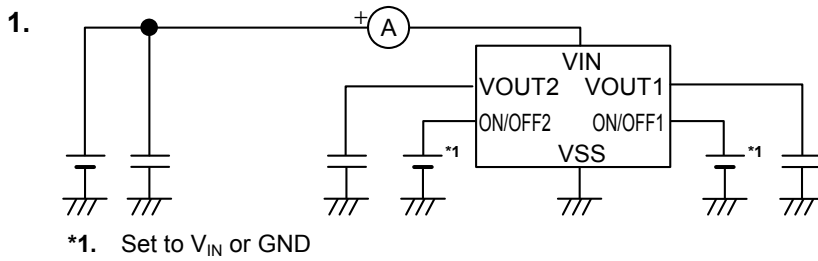 1.
+
A
VIN
VOUT2 VOUT1
ON/OFF2 ON/OFF1
*1 *1
VSS
*1. Set to VIN or GND